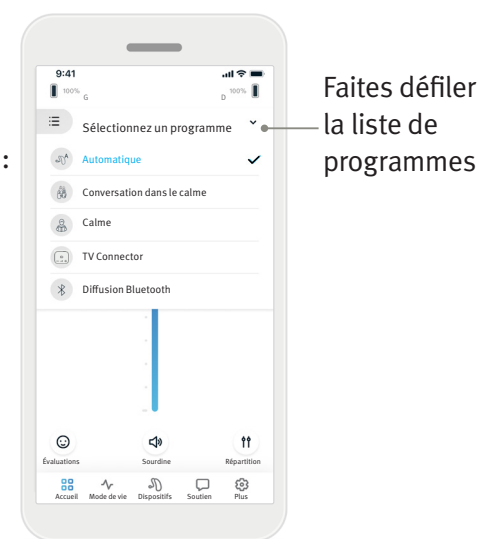 9:41
100% G
D 100%
Sélectionnez un programme
Automatique
Conversation dans le calme
Calme
TV Connector
Diffusion Bluetooth
Évaluations Sourdine Répartition
Accueil Mode de vie Dispositifs Soutien Plus
:
Faites défiler
la liste de
programmes